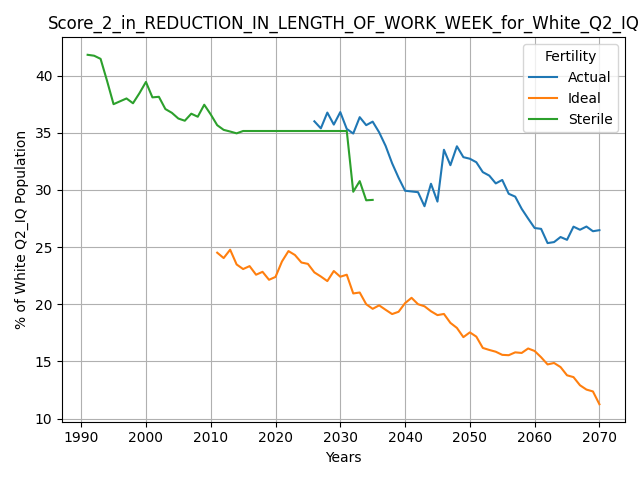 Score_2_in_REDUCTION_IN_LENGTH_OF_WORK_WEEK_for_White_Q2_IQ
Fertility
Actual
Ideal
Sterile
% of White Q2_IQ Population
40
35
30
25
20
15
10
1990 2000 2010 2020 2030 2040 2050 2060 2070
Years